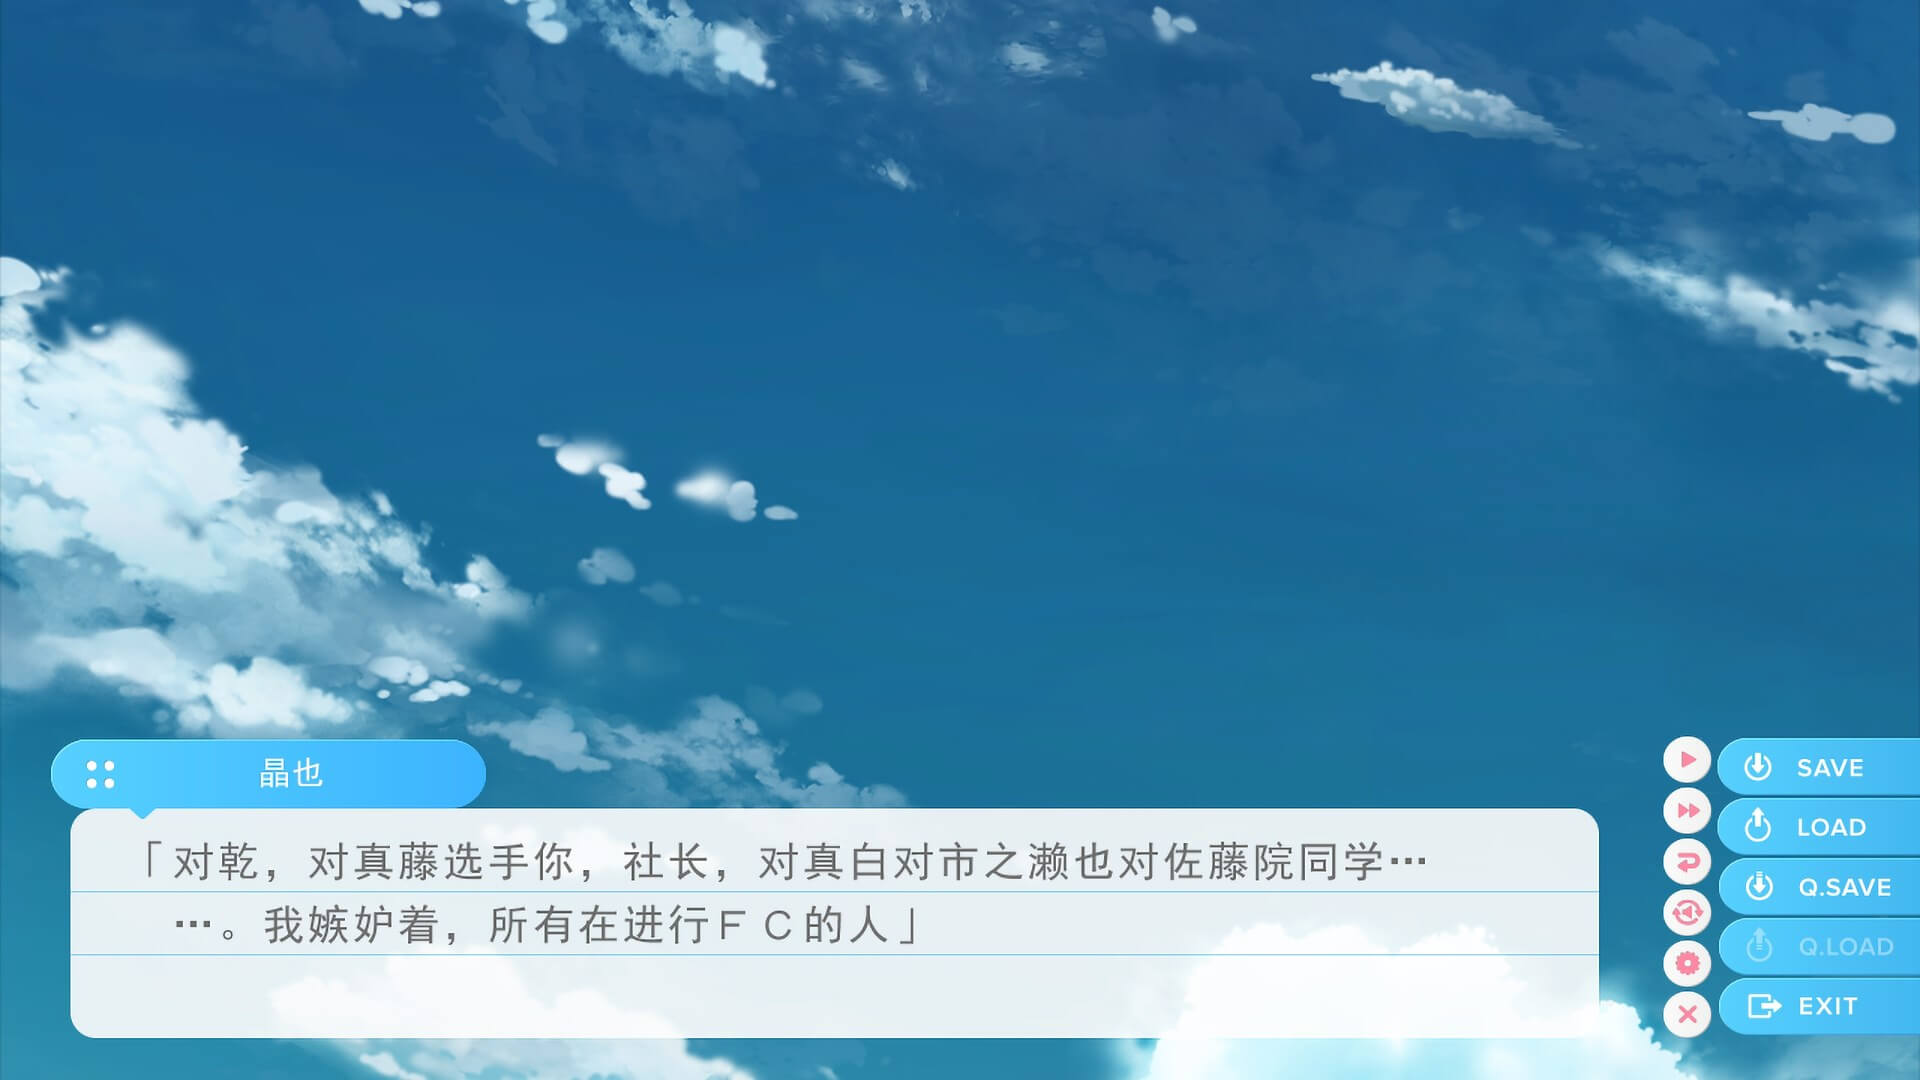 晶也
「对乾，对真藤选手你，社长，对真白对市之濑也对佐藤院同学…
…。我嫉妒着，所有在进行ＦＣ的人」
SAVE
LOAD
Q.SAVE
Q.LOAD
EXIT